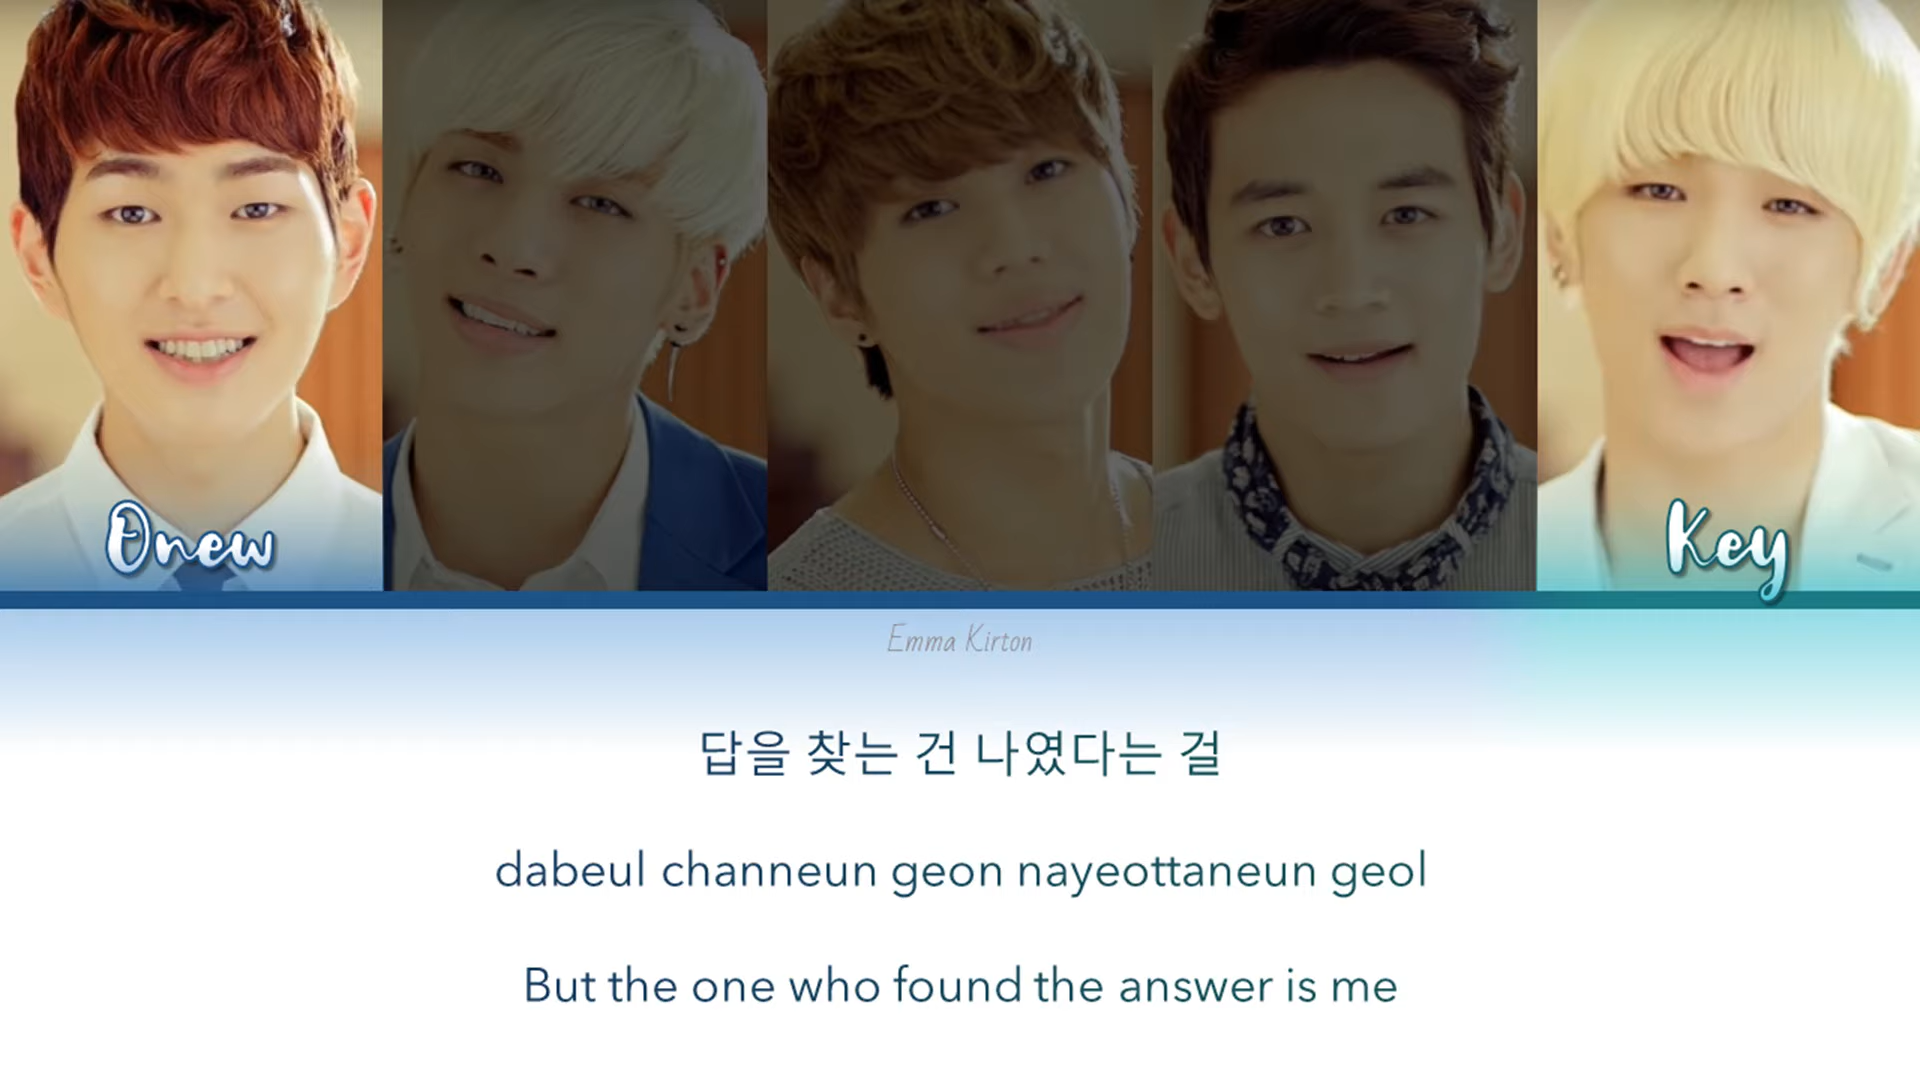 Onew
Key
Emma Kirton
답을 찾는 건 나였다는 걸
dabeul channeun geon nayeottaneun geol
But the one who found the answer is me